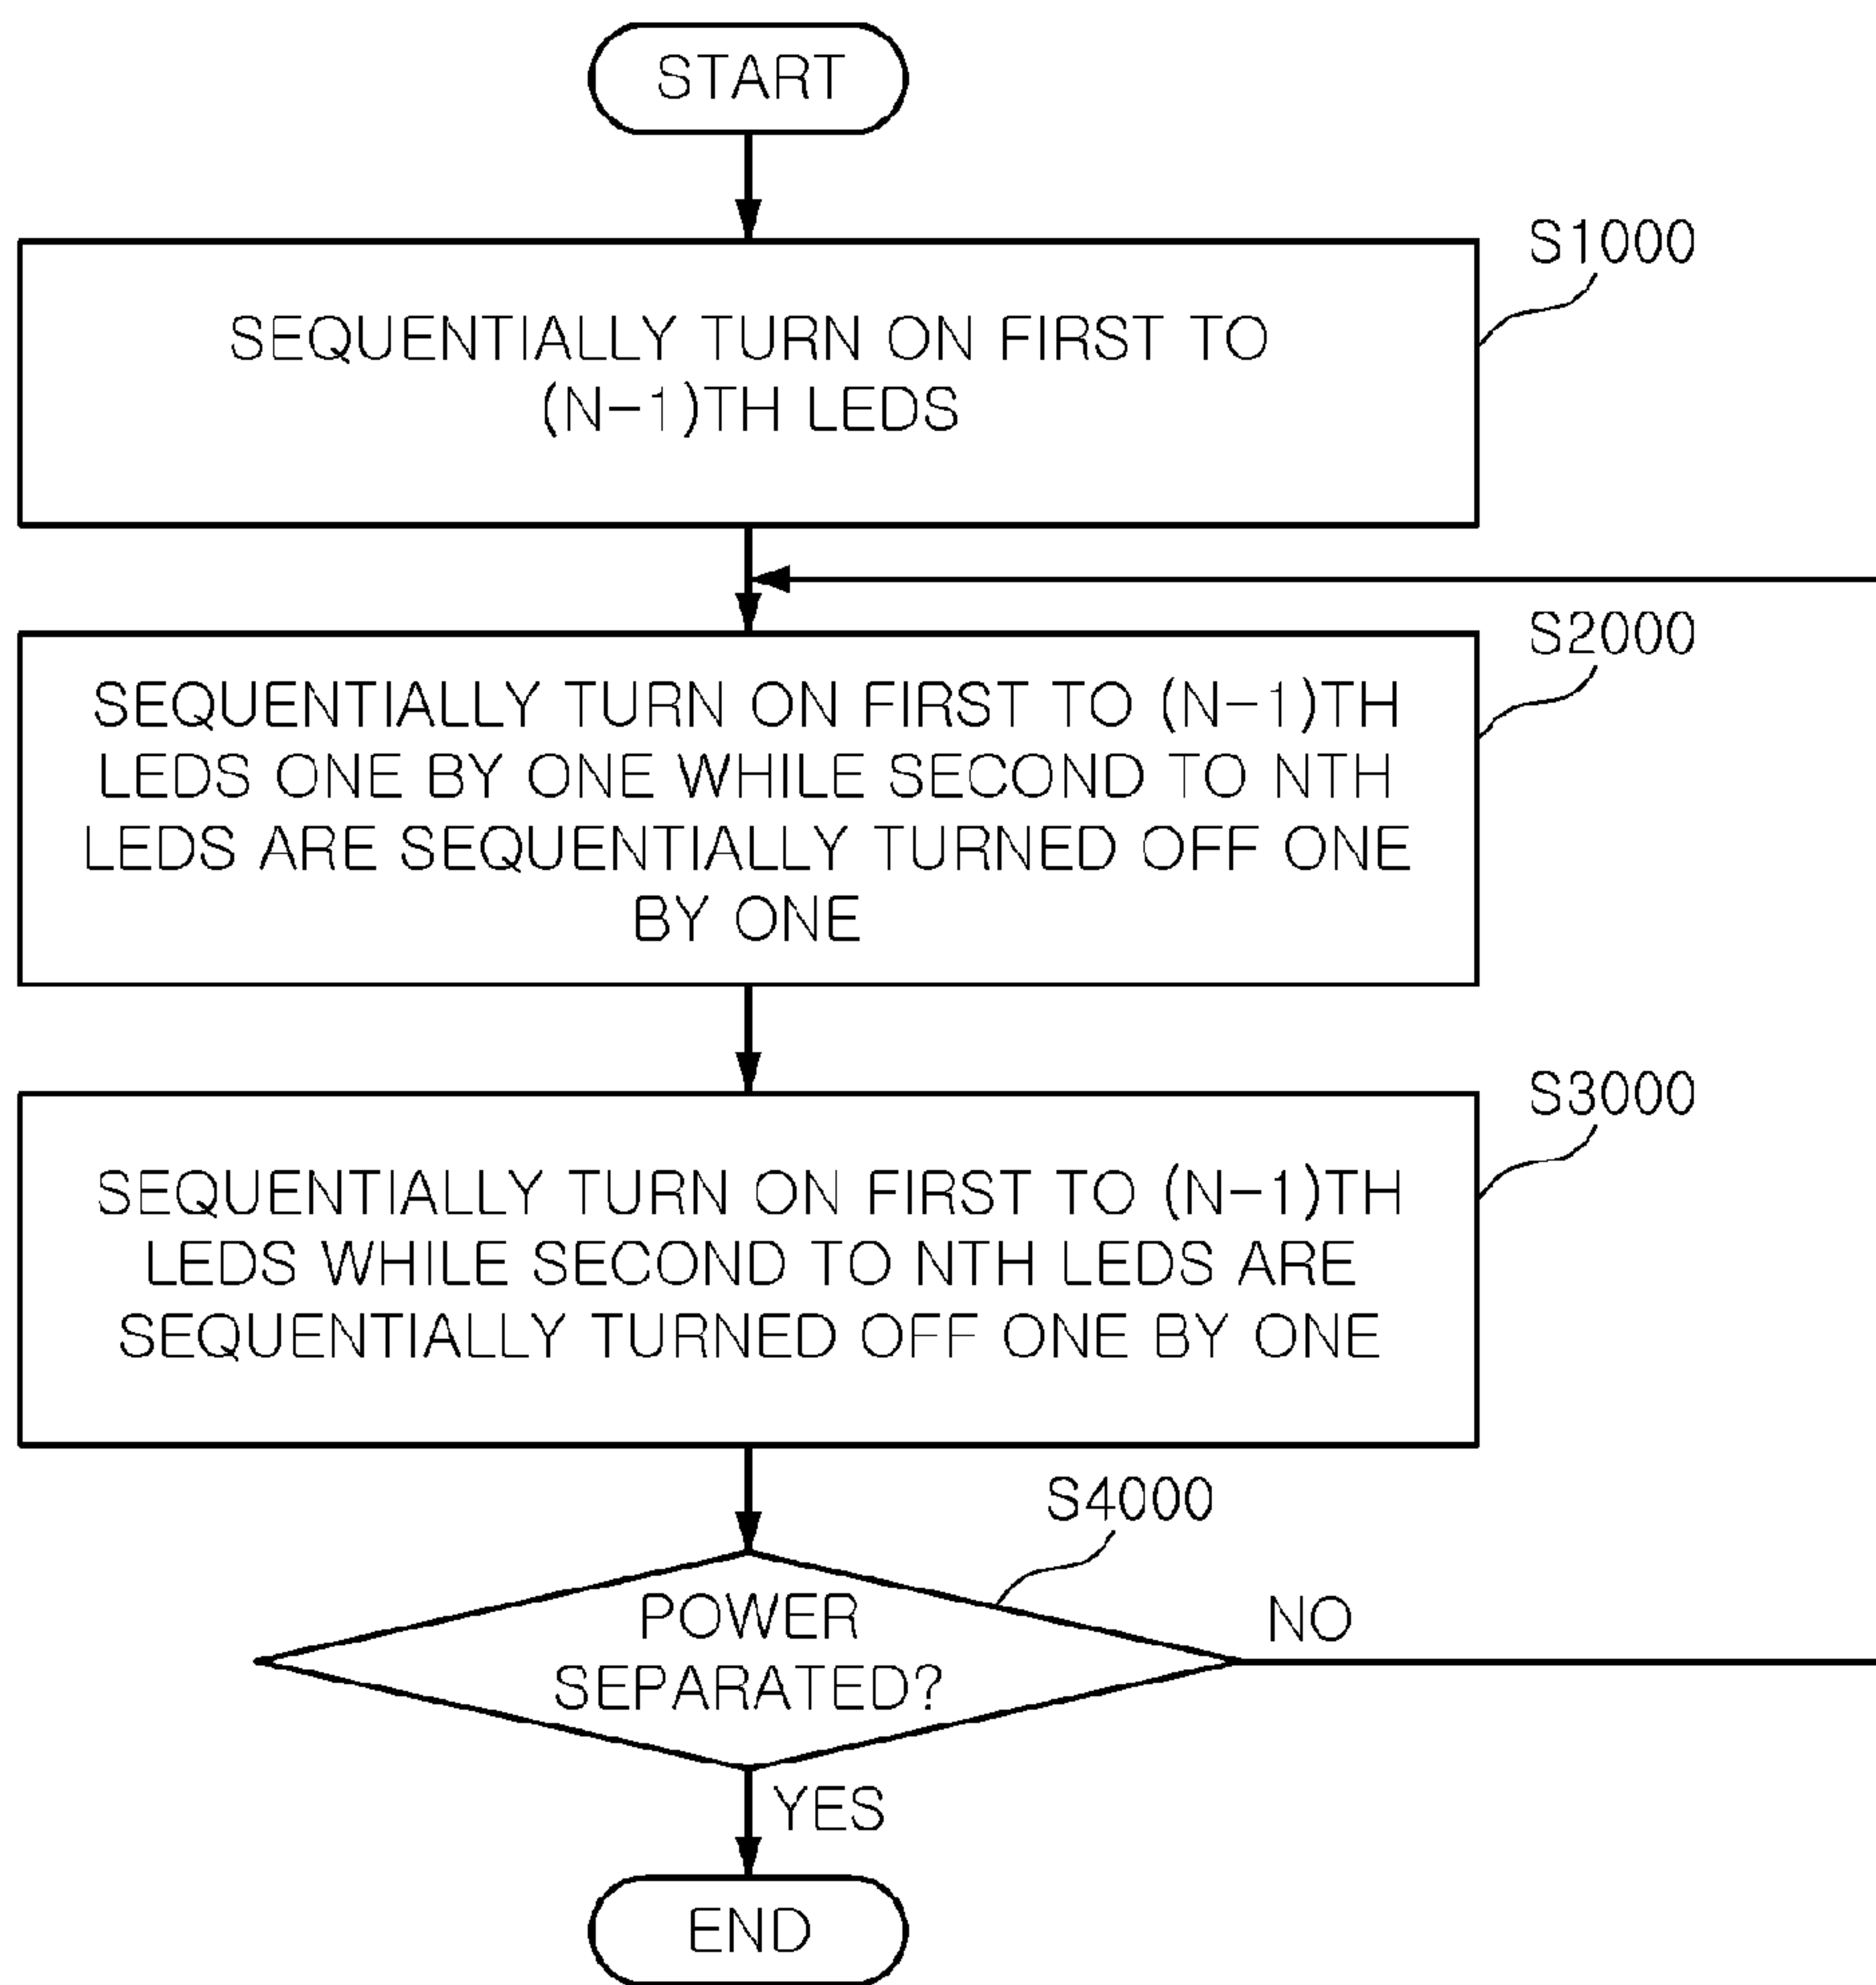 START
S1000
SEQUENTIALLY TURN ON FIRST TO
(N-1)TH LEDS
S2000
SEQUENTIALLY TURN ON FIRST TO (N-1)TH
LEDS ONE BY ONE WHILE SECOND TO NTH
LEDS ARE SEQUENTIALLY TURNED OFF ONE
BY ONE
S3000
SEQUENTIALLY TURN ON FIRST TO (N-1)TH
LEDS WHILE SECOND TO NTH LEDS ARE
SEQUENTIALLY TURNED OFF ONE BY ONE
S4000
POWER
SEPARATED?
NO
YES
END